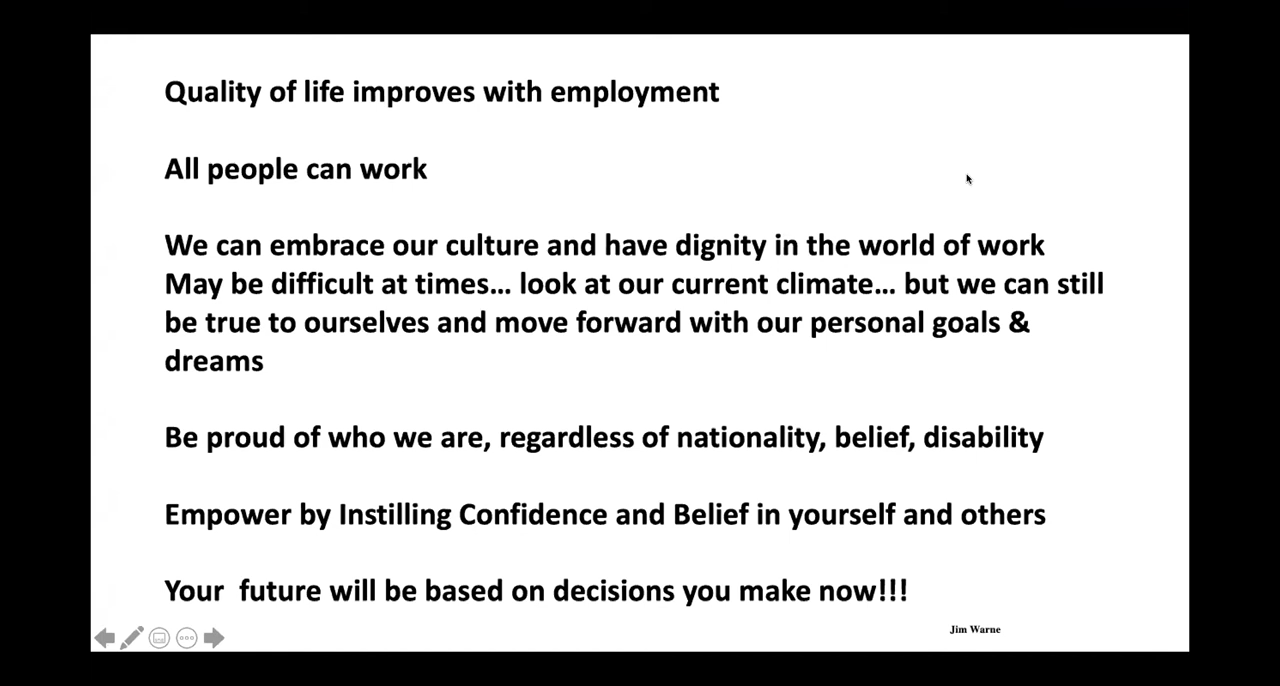 Quality of life improves with employment
All people can work
We can embrace our culture and have dignity in the world of work
May be difficult at times... look at our current climate... but we can still
be true to ourselves and move forward with our personal goals &
dreams
Be proud of who we are, regardless of nationality, belief, disability
Empower by Instilling Confidence and Belief in yourself and others
Your  future will be based on decisions you make now!!!
Jim Warne